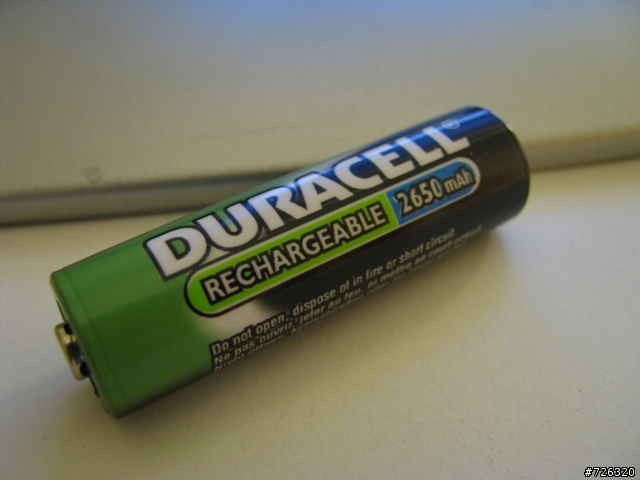 DURACELL®
RECHARGEABLE 2650 mAh
Do not open, dispose of in fire or short circuit
Ne pas ouvrir, jeter au feu, ni mettre en court-circuit
#726320